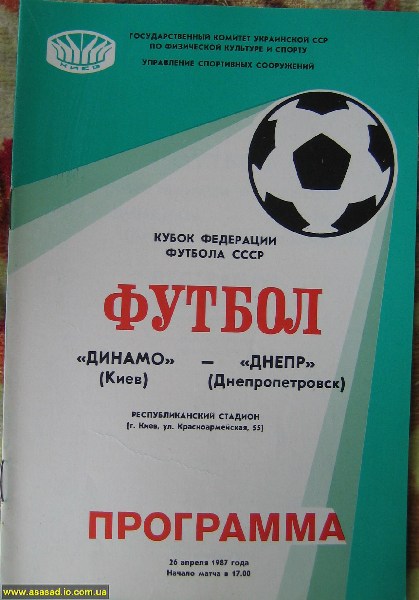 ГОСУДАРСТВЕННЫЙ КОМИТЕТ УКРАИНСКОЙ ССР
ПО ФИЗИЧЕСКОЙ КУЛЬТУРЕ И СПОРТУ
УПРАВЛЕНИЕ СПОРТИВНЫХ СООРУЖЕНИЙ
КИЕВ
КУБОК ФЕДЕРАЦИИ
ФУТБОЛА СССР
ФУТБОЛ
«ДИНАМО» — «ДНЕПР»
(Киев) (Днепропетровск)
РЕСПУБЛИКАНСКИЙ СТАДИОН
(г. Киев, ул. Красноармейская, 55)
ПРОГРАММА
26 апреля 1987 года
Начало матча в 17.00
www.asasad.io.com.ua